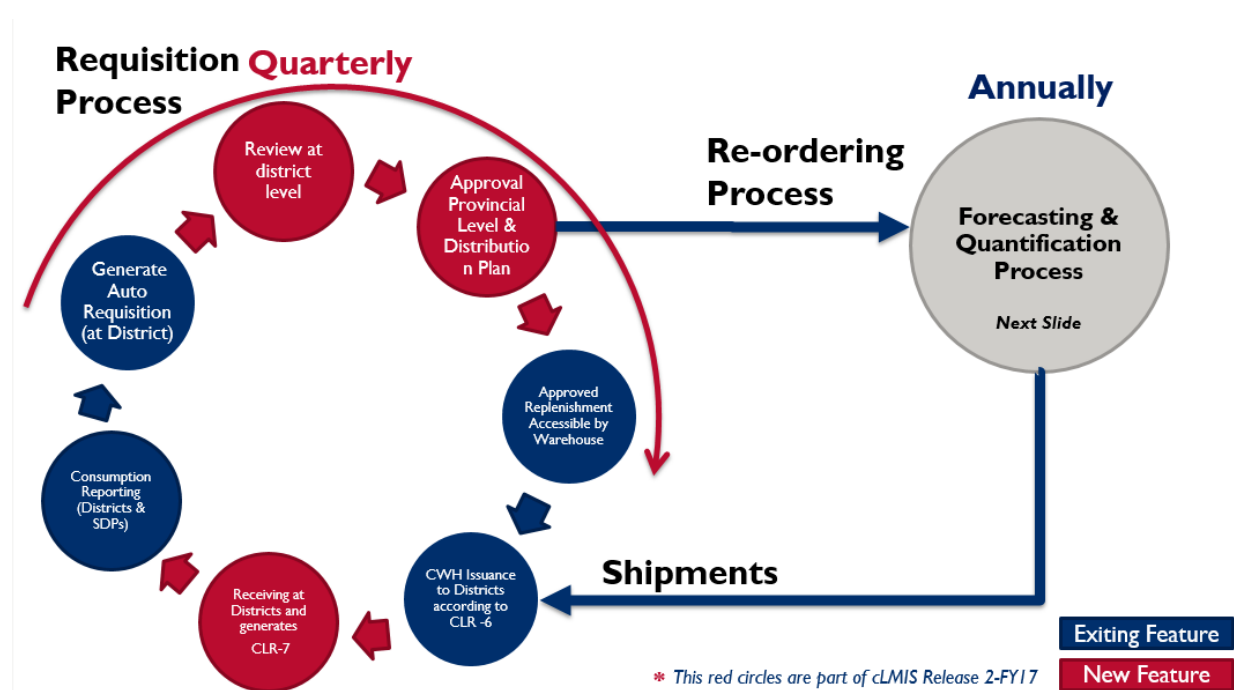 Requisition Quarterly
Process
Annually
Review at
district
level
Approval
Provincial
Level &
Distributio
n Plan
Re-ordering
Process
Forecasting &
Quantification
Process
Next Slide
Generate
Auto
Requisition
(at District)
Approved
Replenishment
Accessible by
Warehouse
Consumption
Reporting
(Districts &
SDPs)
CWH Issuance
to Districts
according to
CLR -6
Shipments
Receiving at
Districts and
generates
CLR-7
Exiting Feature
New Feature
* This red circles are part of cLMIS Release 2-FY17